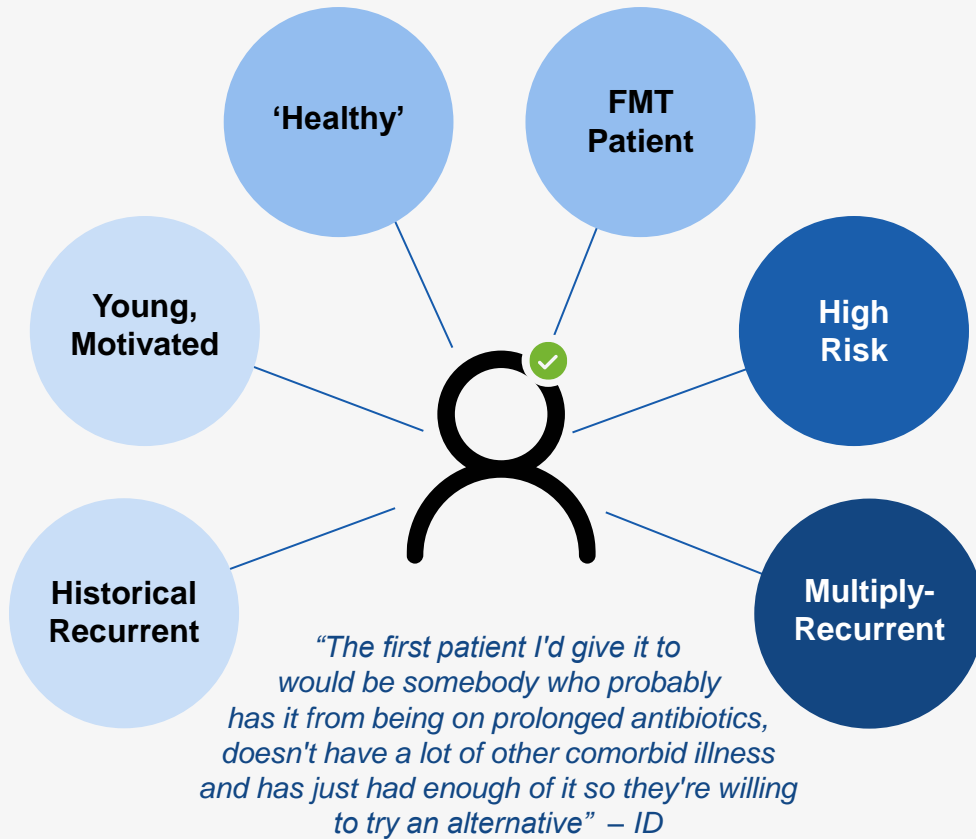 ‘Healthy’
FMT
Patient
Young,
Motivated
High
Risk
Historical
Recurrent
Multiply-
Recurrent
“The first patient I'd give it to
would be somebody who probably
has it from being on prolonged antibiotics,
doesn't have a lot of other comorbid illness
and has just had enough of it so they're willing
to try an alternative” – ID